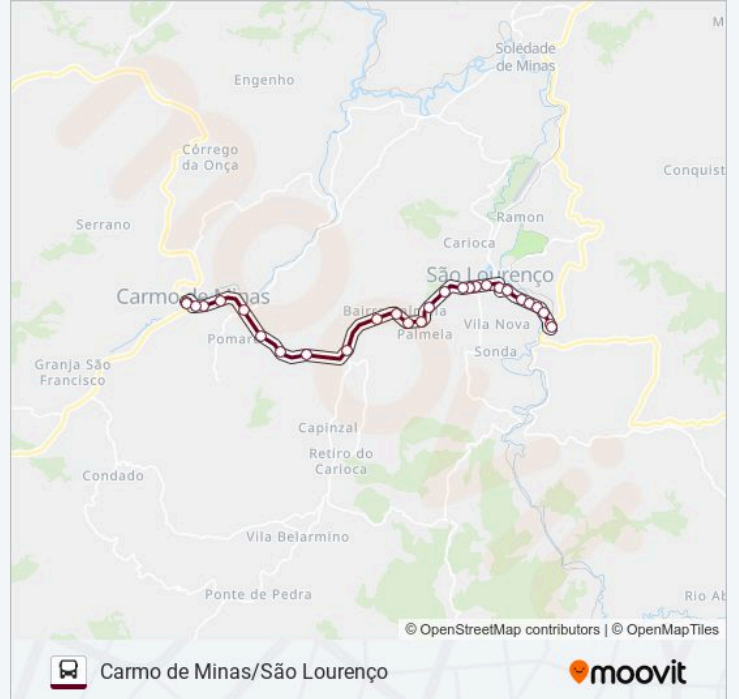 M
Soledade
de Minas
Engenho
Córrego
da Onça
Conquist
Serrano
Ramon
Carioca
São Lourenço
Carmo de Minas
Vila Nova
Palmela
Sonda
Granja São
Francisco
Capinzal
Retiro do
Carioca
Condado
Vila Belarmino
Ponte de Pedra
Rio Ab
© OpenStreetMap contributors | © OpenMapTiles
Carmo de Minas/São Lourenço
moovit